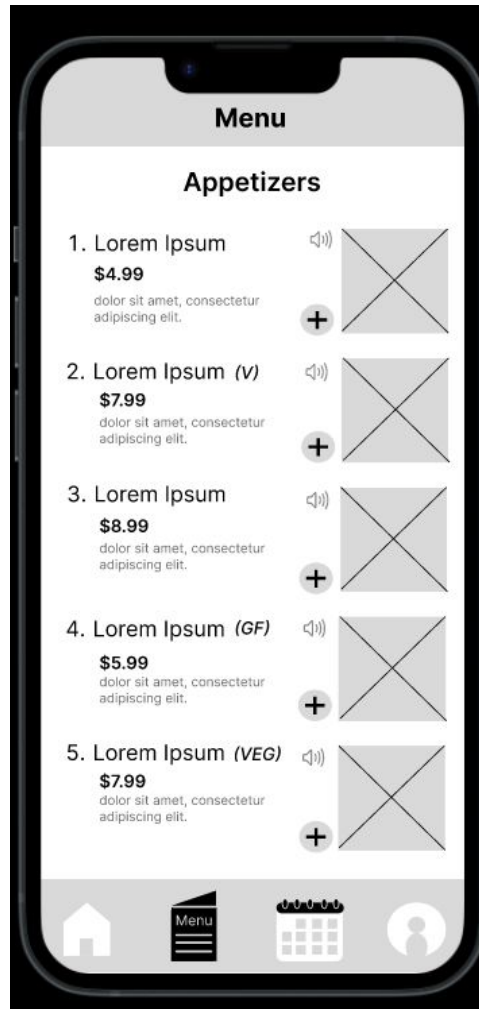 Menu
Appetizers
1. Lorem Ipsum
$4.99
dolor sit amet, consectetur
adipiscing elit.
2. Lorem Ipsum (V)
$7.99
dolor sit amet, consectetur
adipiscing elit.
3. Lorem Ipsum
$8.99
dolor sit amet, consectetur
adipiscing elit.
4. Lorem Ipsum (GF)
$5.99
dolor sit amet, consectetur
adipiscing elit.
5. Lorem Ipsum (VEG)
$7.99
dolor sit amet, consectetur
adipiscing elit.
Menu